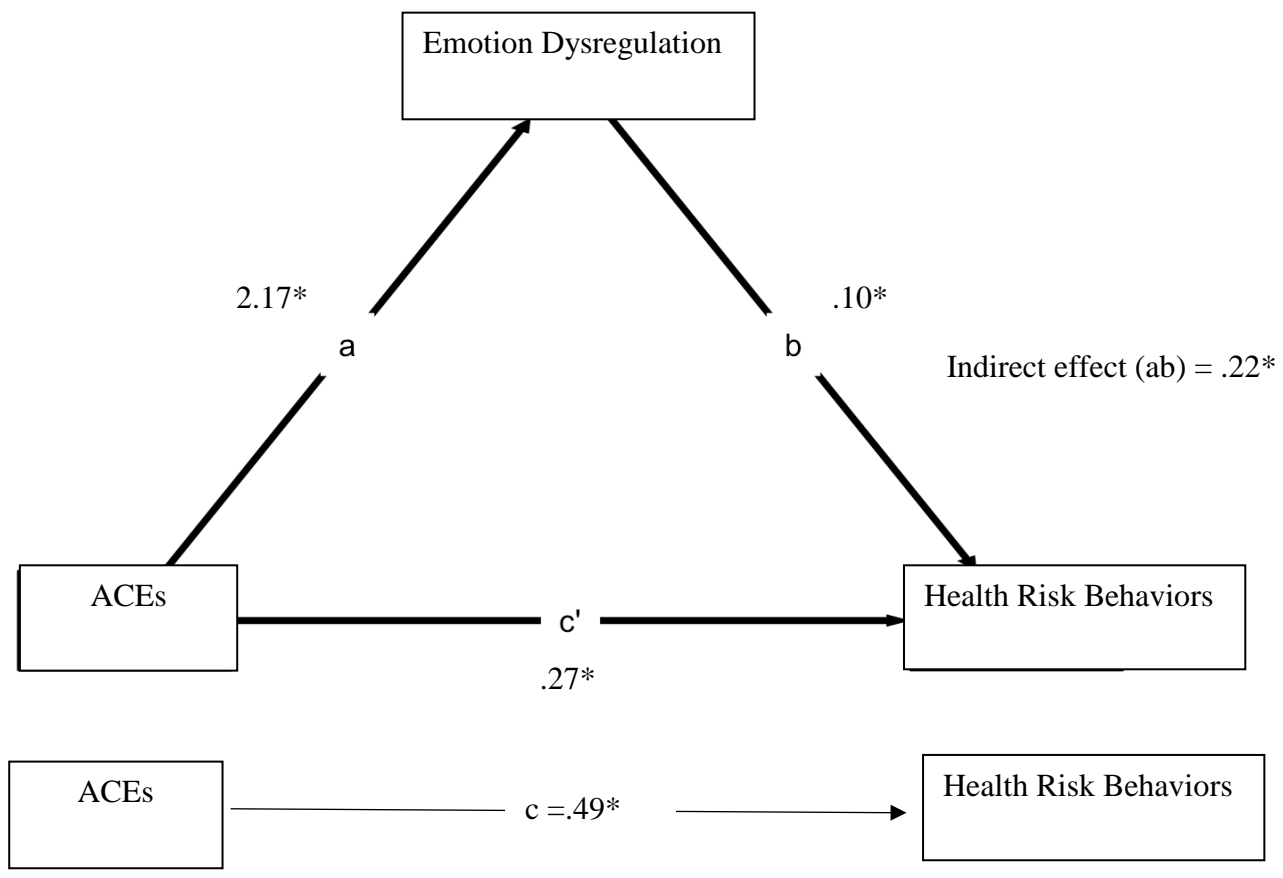 Emotion Dysregulation
2.17*
.10*
a
b
Indirect effect (ab) = .22*
ACEs
Health Risk Behaviors
c'
.27*
ACEs
c =.49*
Health Risk Behaviors